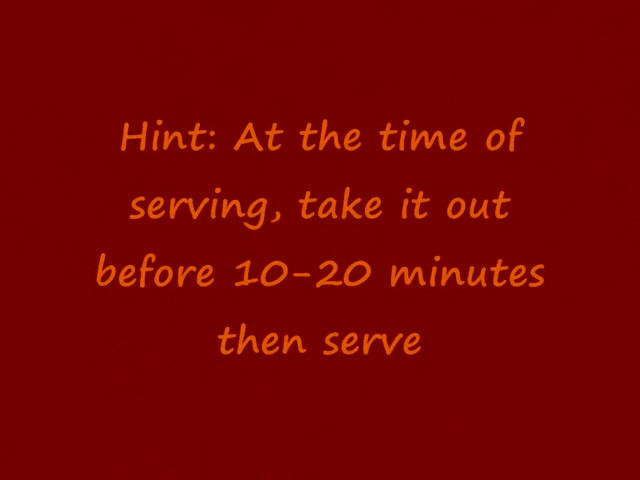 Hint: At the time of
serving, take it out
before 10-20 minutes
then serve